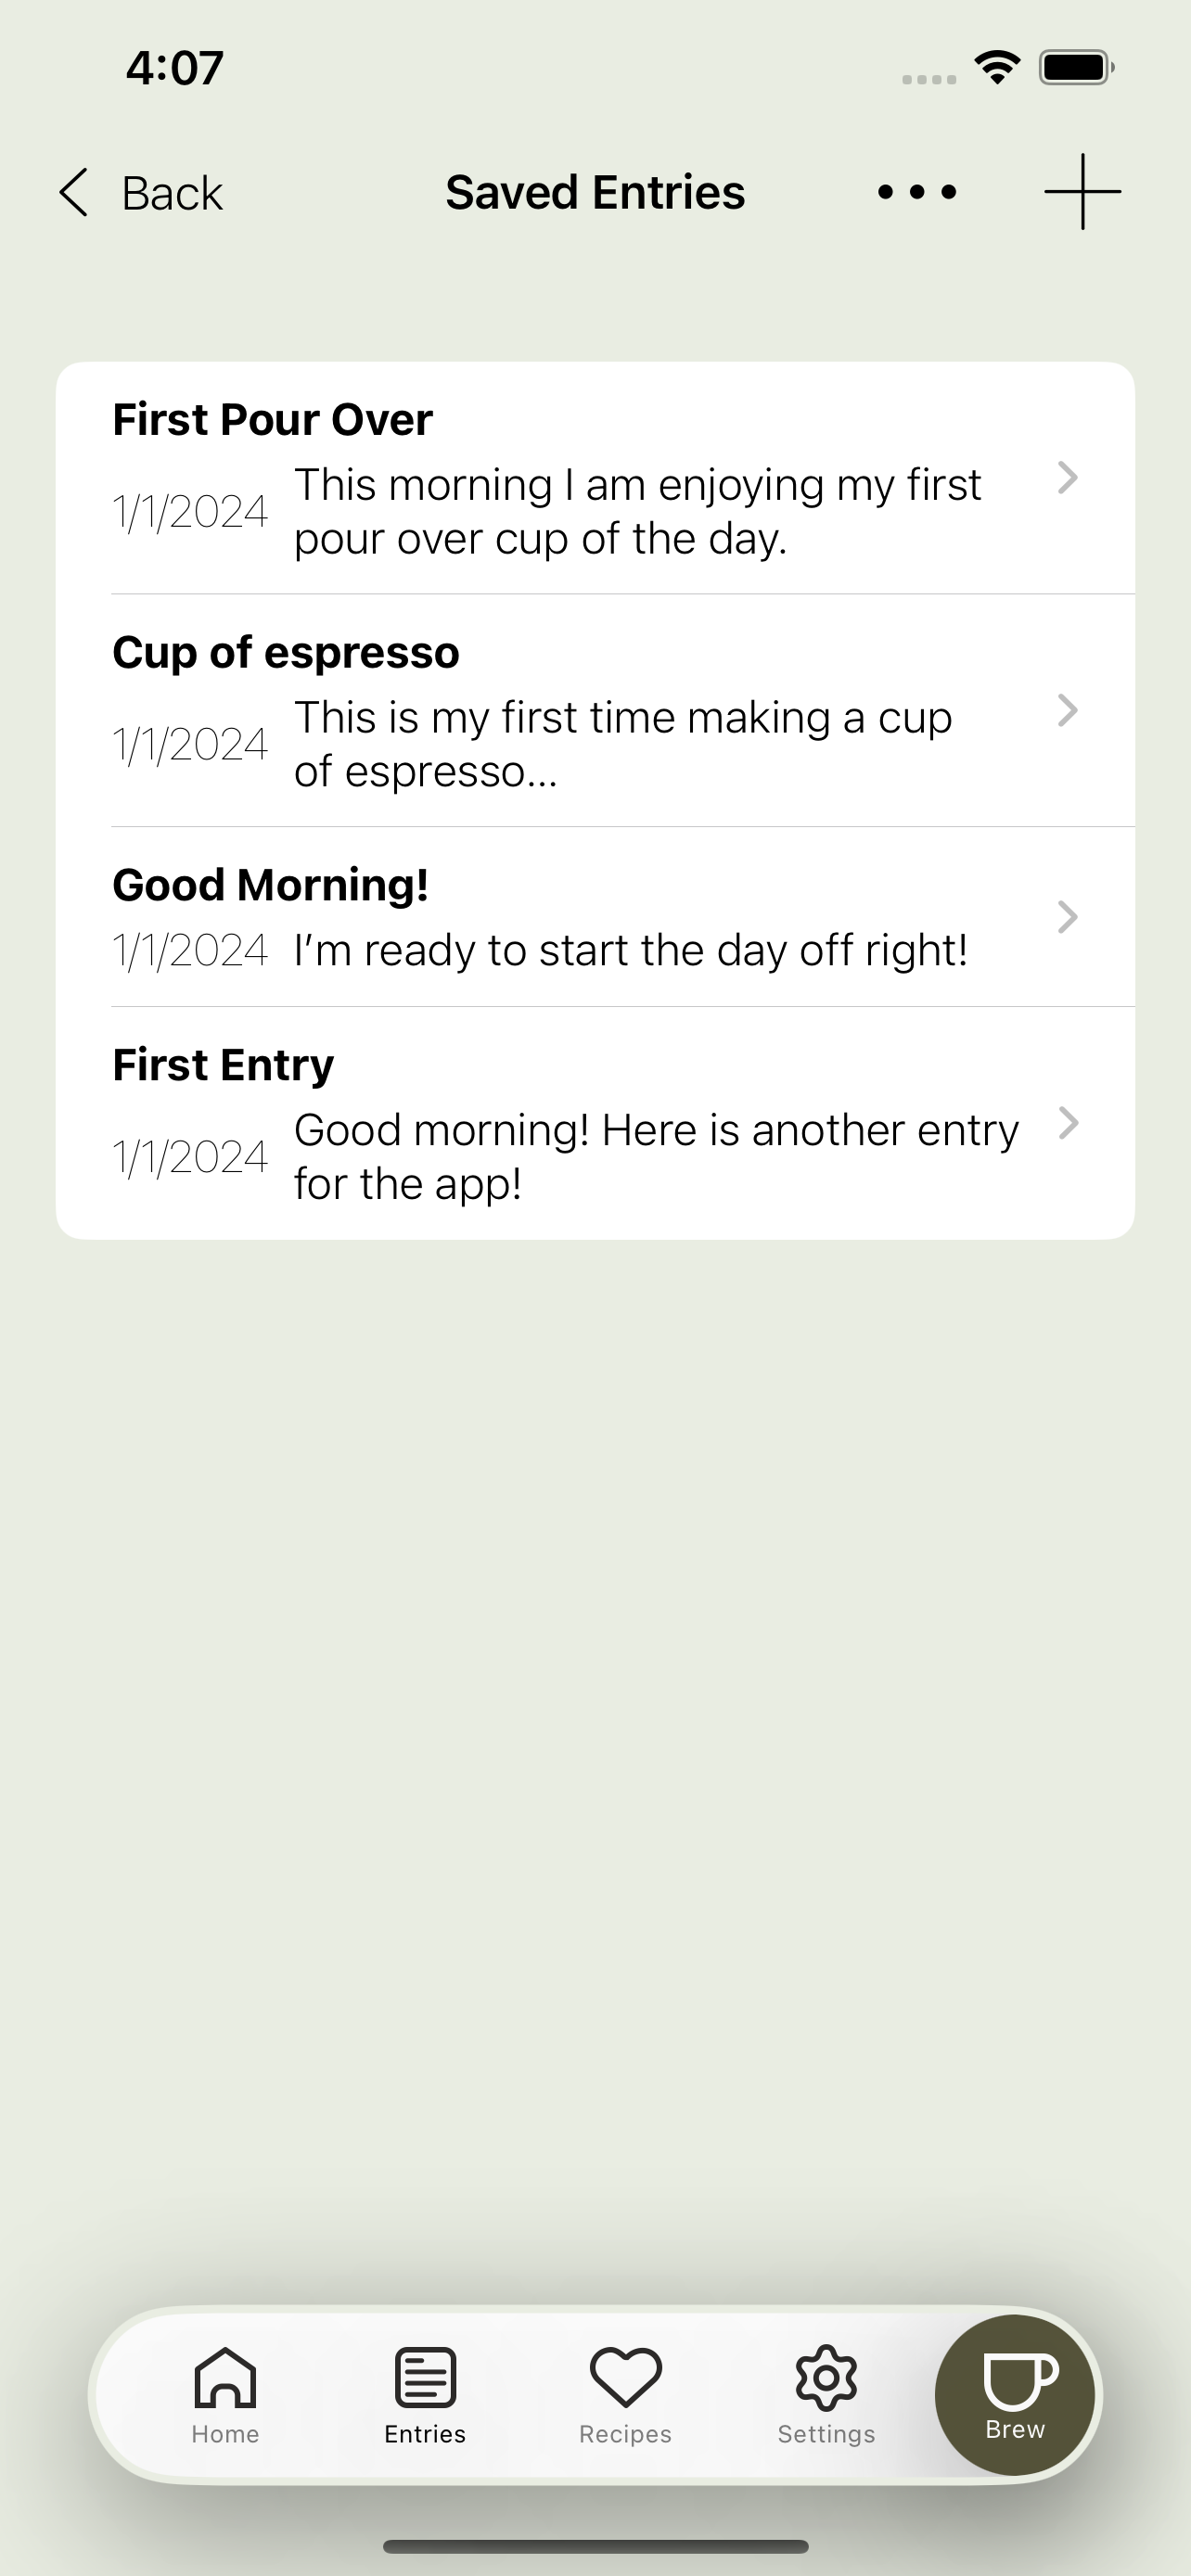 4:07
Back
Saved Entries
First Pour Over
1/1/2024
This morning I am enjoying my first
pour over cup of the day.
Cup of espresso
1/1/2024
This is my first time making a cup
of espresso...
Good Morning!
1/1/2024
I'm ready to start the day off right!
First Entry
1/1/2024
Good morning! Here is another entry
for the app!
Home
Entries
Recipes
Settings
Brew